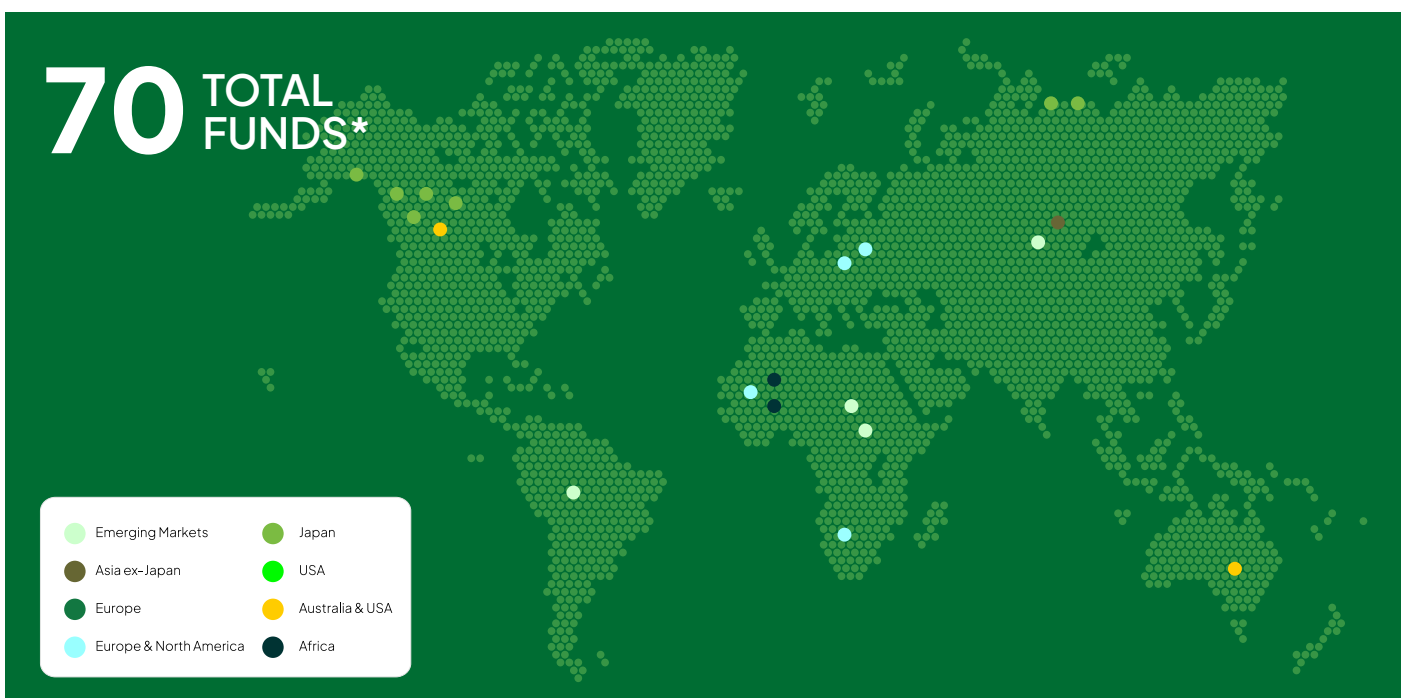 70 TOTAL
FUNDS*
Emerging Markets
Japan
Asia ex-Japan
USA
Europe
Australia & USA
Europe & North America
Africa